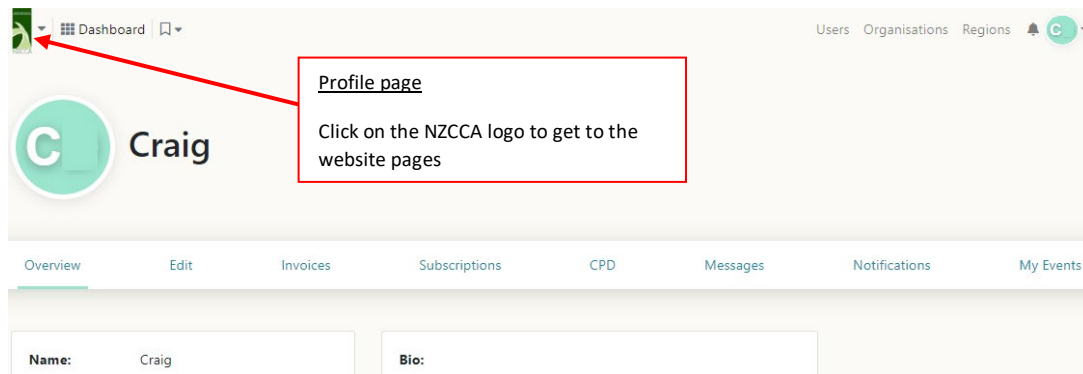 NZCCA
Dashboard
Users Organisations Regions C
Profile page
Click on the NZCCA logo to get to the
website pages
C Craig
Overview Edit Invoices Subscriptions CPD Messages Notifications My Events
Name: Craig Bio: